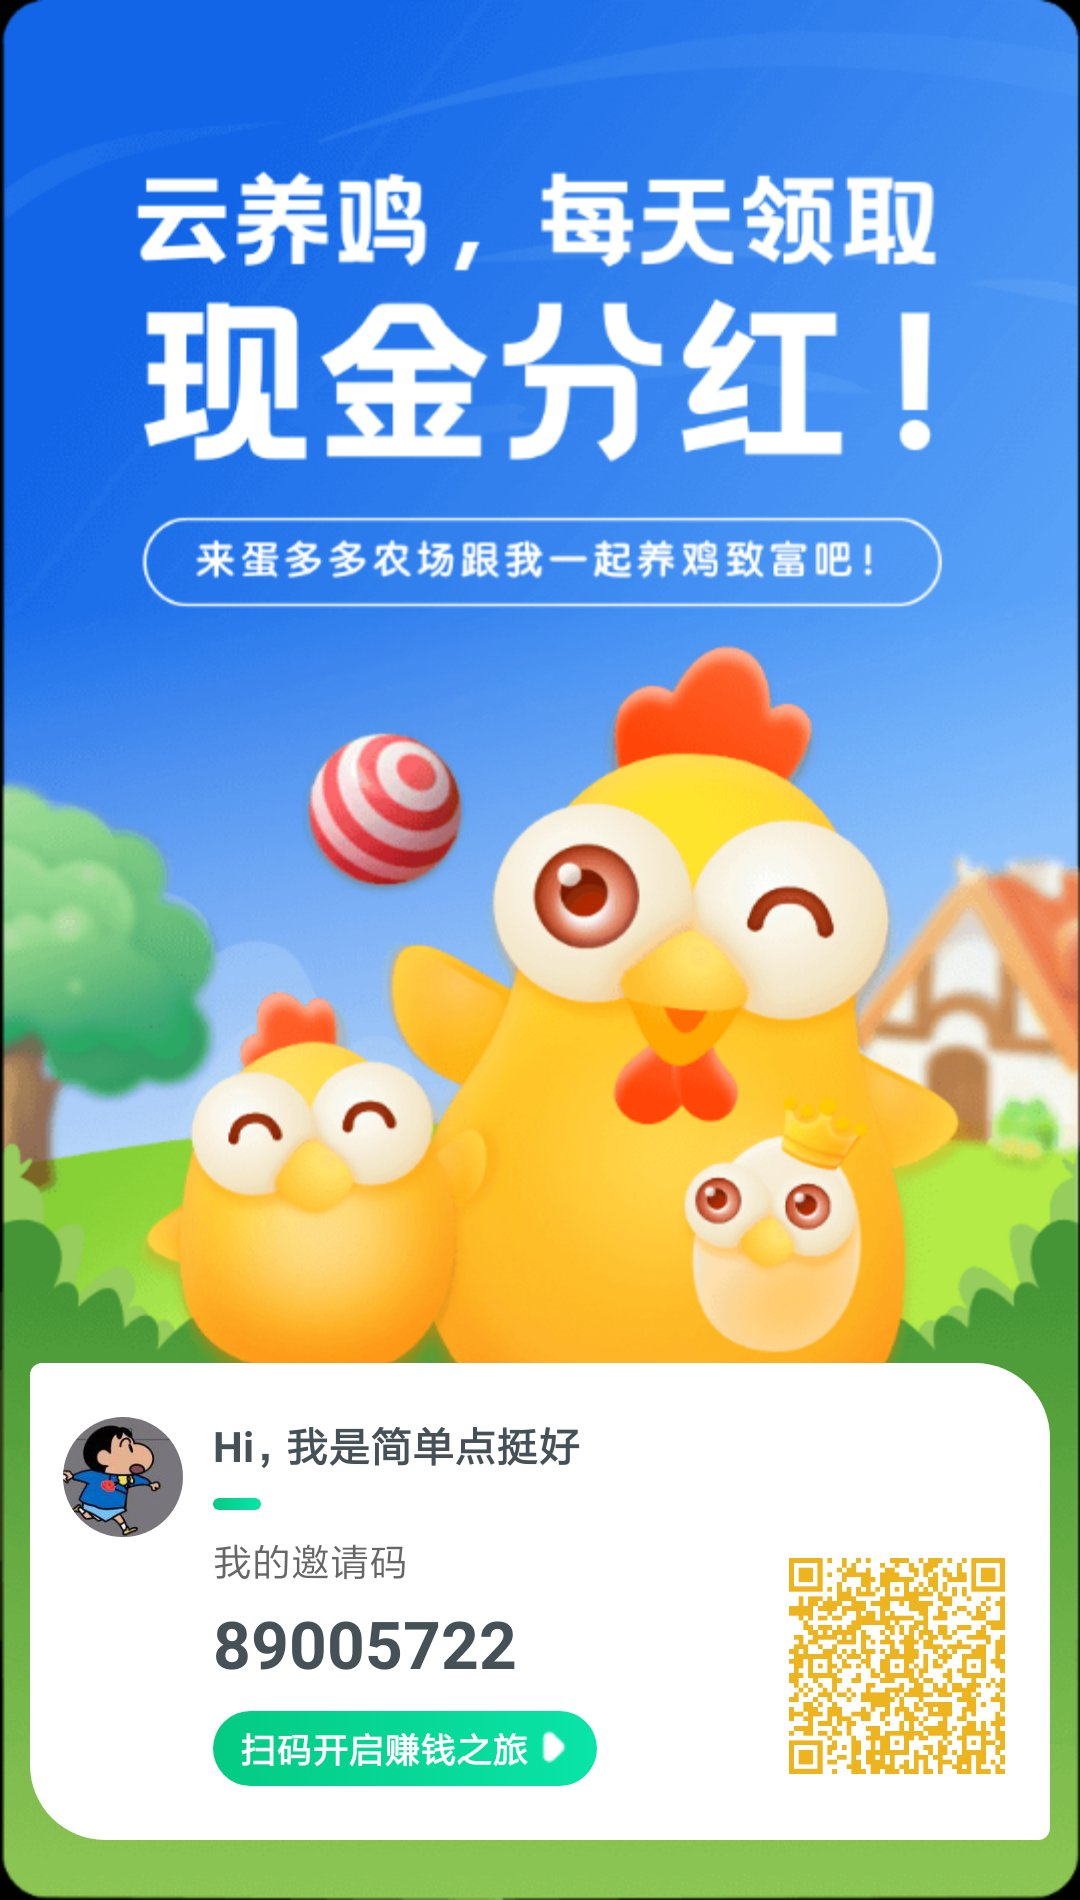 云养鸡，每天领取
现金分红！
来蛋多多农场跟我一起养鸡致富吧！
Hi, 我是简单点挺好
我的邀请码
89005722
扫码开启赚钱之旅